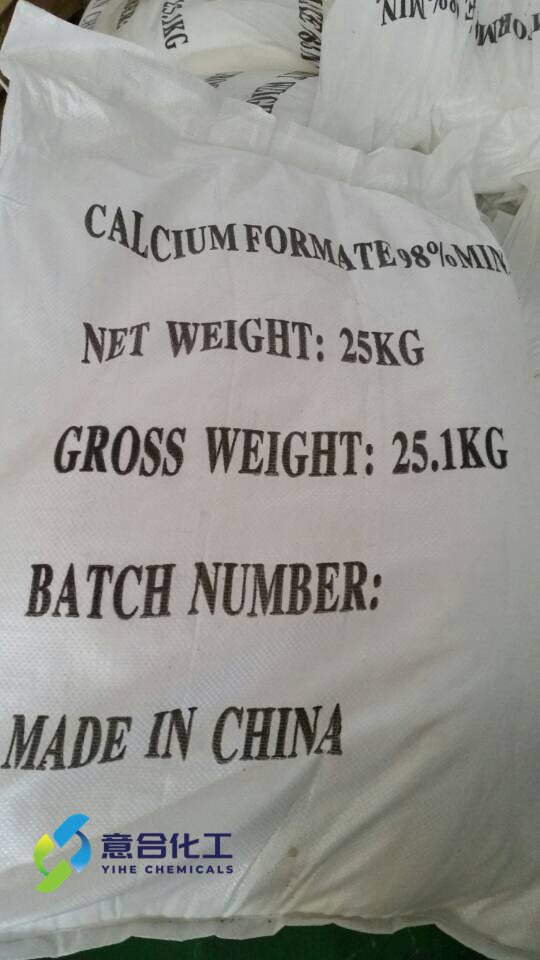 CALCIUM FORMATE 98%MIN
NET WEIGHT: 25KG
GROSS WEIGHT: 25.1KG
BATCH NUMBER:
MADE IN CHINA
意合化工
YIHE CHEMICALS